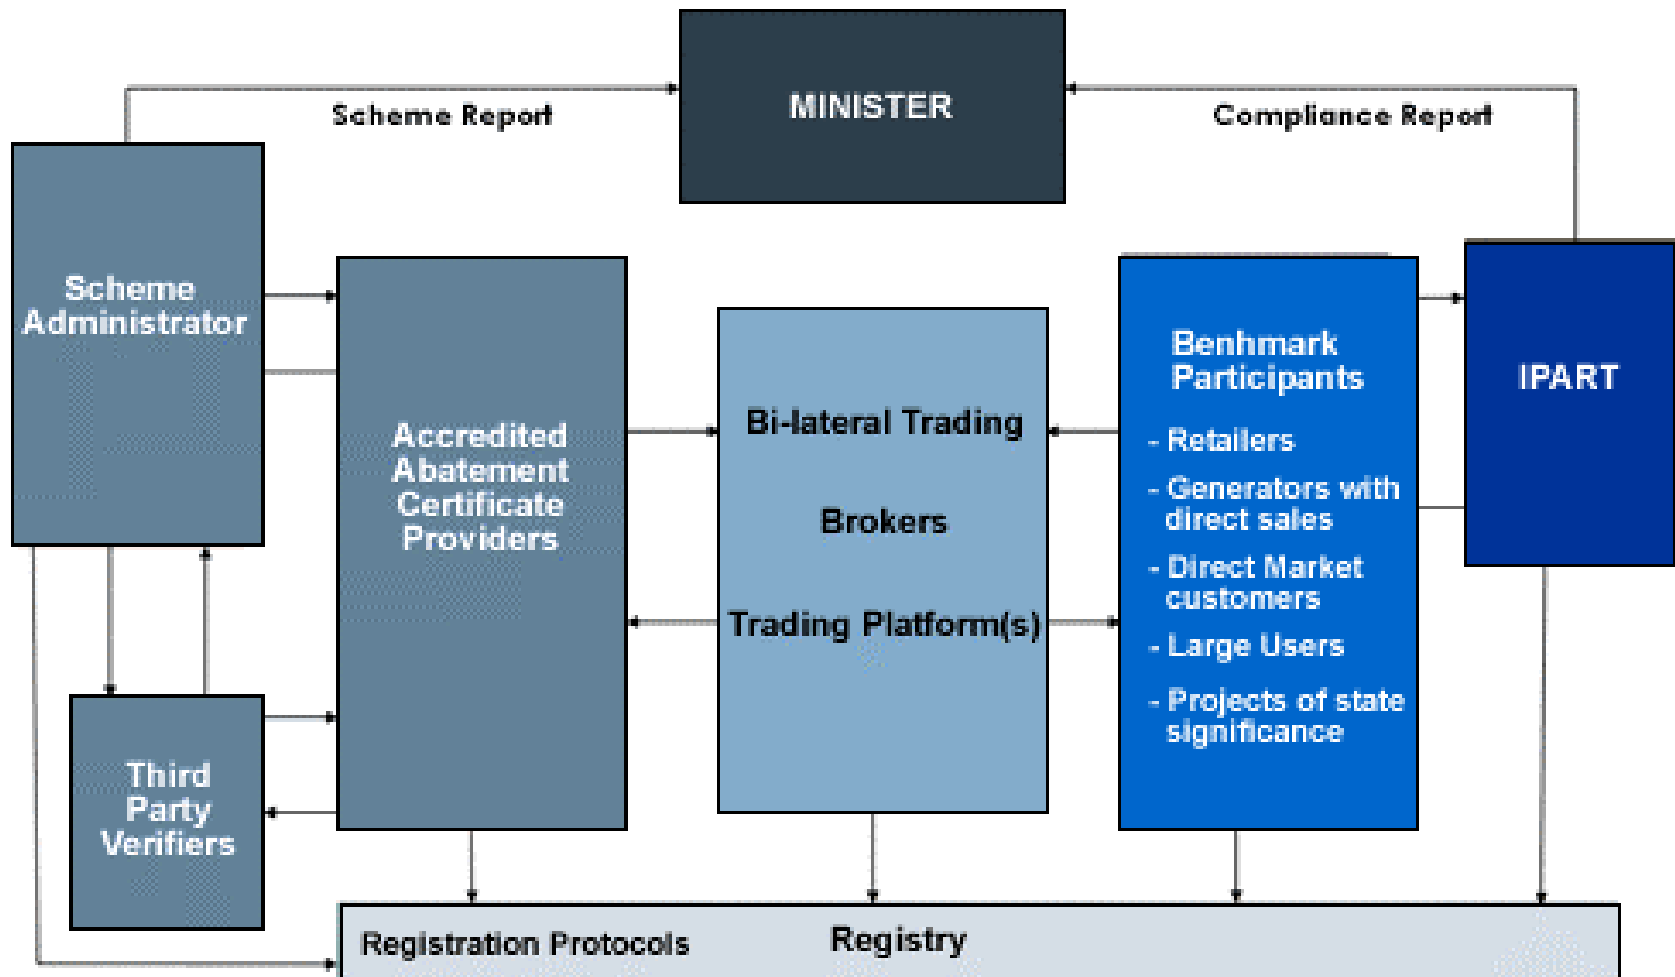 MINISTER
Scheme Report
Compliance Report
Scheme
Administrator
Accredited
Abatement
Certificate
Providers
Bi-lateral Trading
Brokers
Trading Platform(s)
Benhmark
Participants
- Retailers
- Generators with
direct sales
- Direct Market
customers
- Large Users
- Projects of state
significance
IPART
Third
Party
Verifiers
Registration Protocols
Registry